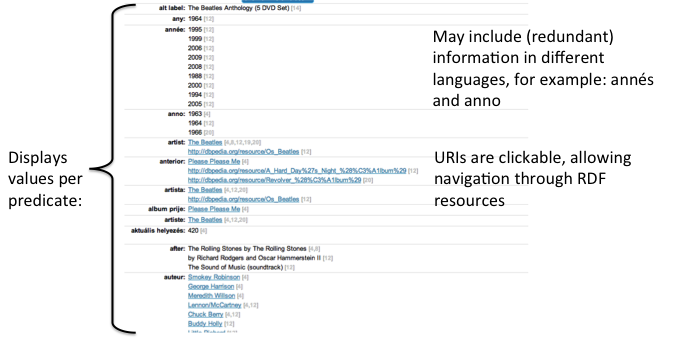 alt label: The Beatles Anthology (5 DVD Set) [14]
any: 1964 [12]
année: 1995 [12]
1999 [12]
2006 [12]
2009 [12]
2008 [12]
1988 [12]
2000 [12]
1994 [12]
2005 [12]
anno: 1963 [4]
1964 [12]
1966 [20]
artist: The Beatles [4,8,12,19,20]
http://dbpedia.org/resource/Os_Beatles [12]
anterior: Please Please Me [4]
http://dbpedia.org/resource/A_Hard_Day%27s_Night_%28%C3%A1lbum%29 [12]
http://dbpedia.org/resource/Revolver_%28%C3%A1lbum%29 [20]
artista: The Beatles [4,12,20]
http://dbpedia.org/resource/Os_Beatles [12]
album prije: Please Please Me [4]
artiste: The Beatles [4,12,20]
aktuális helyezés: 420 [4]
after: The Rolling Stones by The Rolling Stones [4,8]
by Richard Rodgers and Oscar Hammerstein II [12]
The Sound of Music (soundtrack) [12]
auteur: Smokey Robinson [4]
George Harrison [4]
Meredith Willson [4]
Lennon/McCartney [4,12]
Chuck Berry [4,12]
Buddy Holly [12]
Displays
values per
predicate:
May include (redundant)
information in different
languages, for example: annés
and anno
URIs are clickable, allowing
navigation through RDF
resources